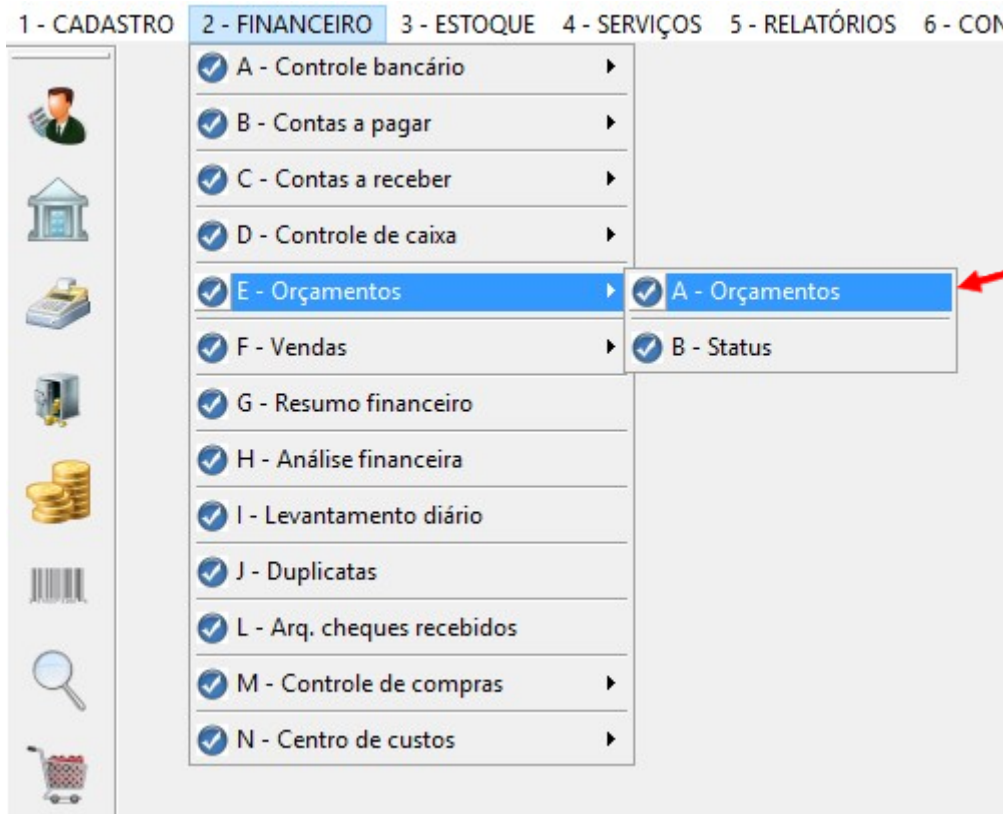 1 - CADASTRO 2 - FINANCEIRO 3 - ESTOQUE 4 - SERVIÇOS 5 - RELATÓRIOS 6 - CON
A - Controle bancário
B - Contas a pagar
C - Contas a receber
D - Controle de caixa
E - Orçamentos
A - Orçamentos
F - Vendas
B - Status
G - Resumo financeiro
H - Análise financeira
I - Levantamento diário
J - Duplicatas
L - Arq. cheques recebidos
M - Controle de compras
N - Centro de custos